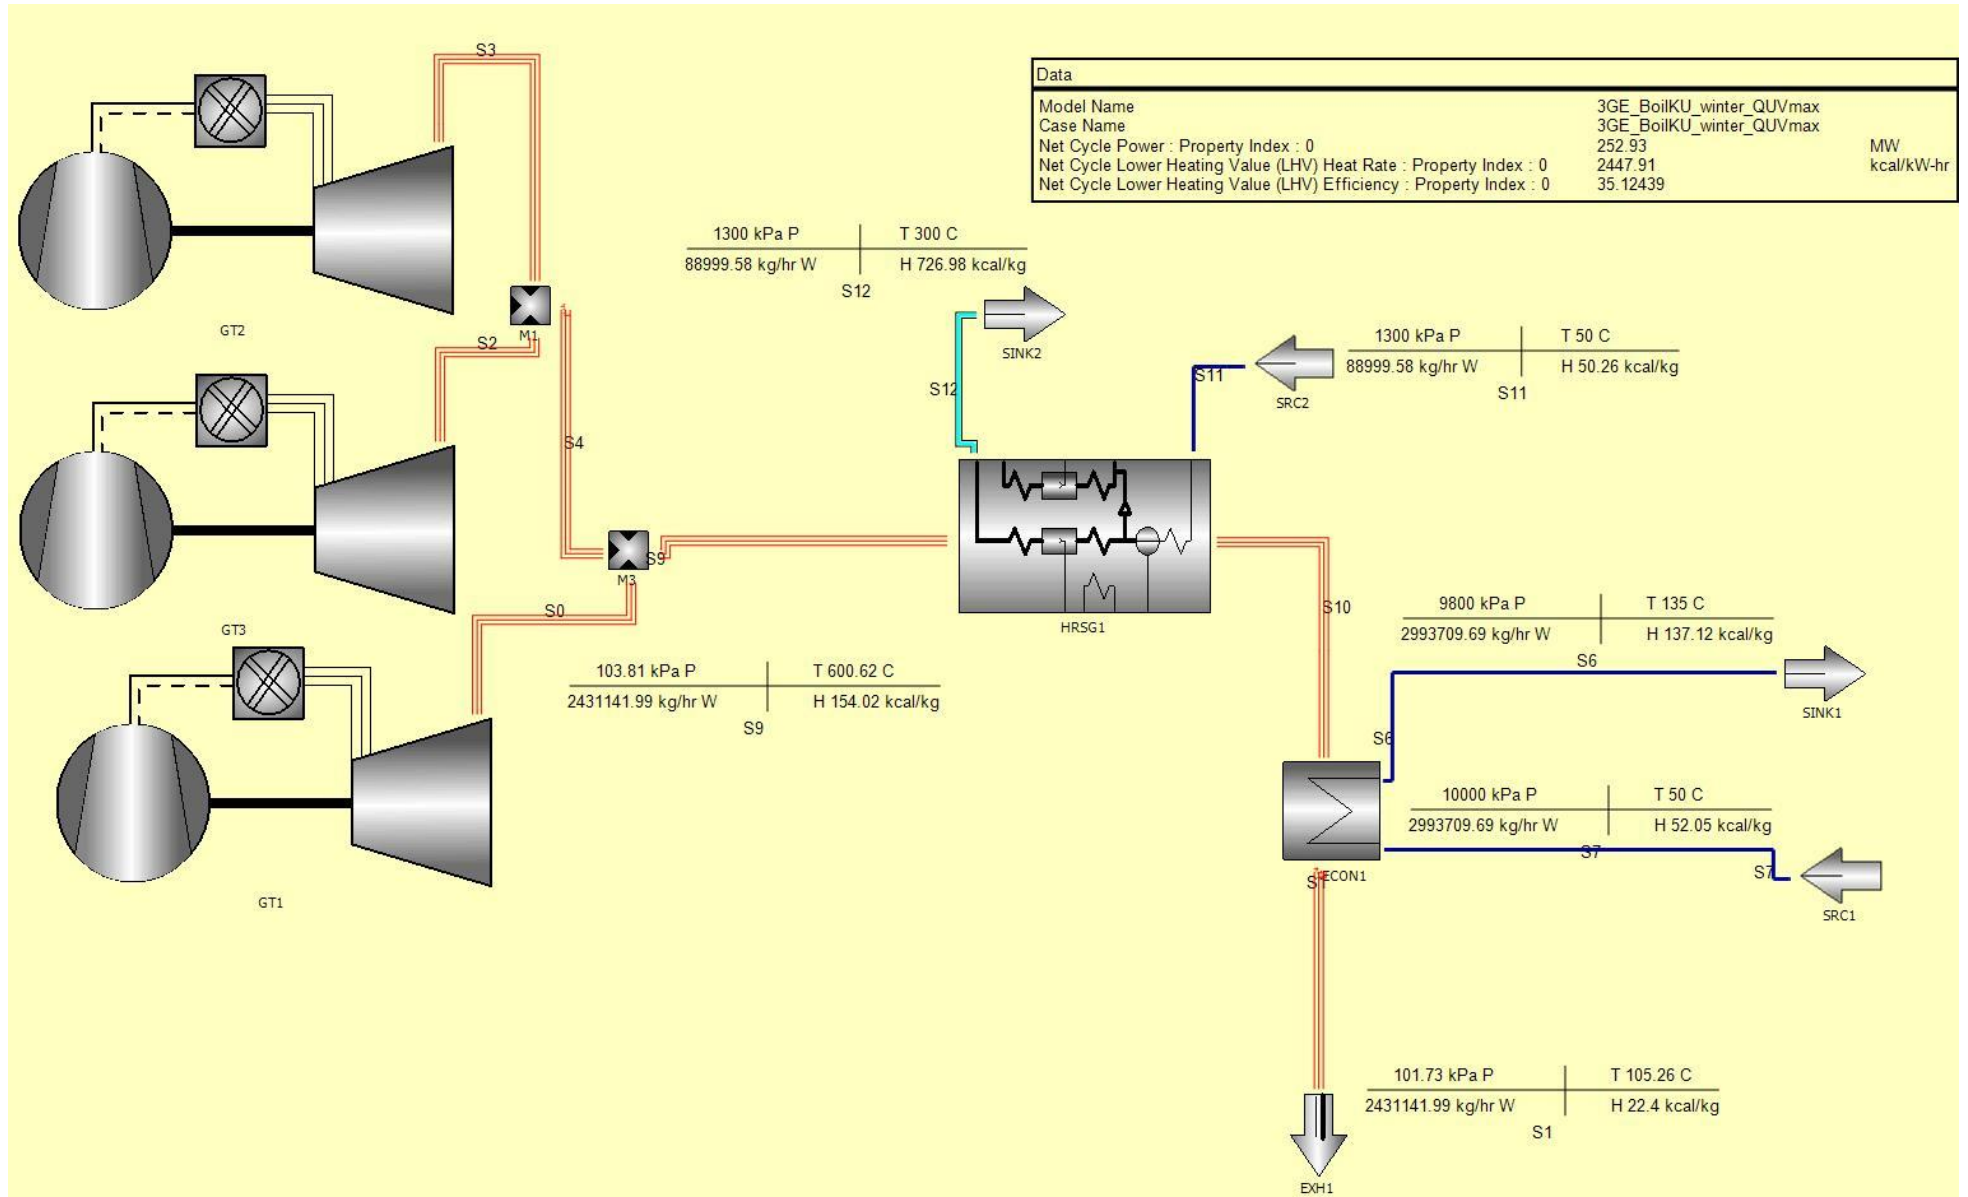 S3
Data
Model Name 3GE_BoilKU_winter_QUVmax
Case Name 3GE_BoilKU_winter_QUVmax
Net Cycle Power : Property Index : 0 252.93 MW
Net Cycle Lower Heating Value (LHV) Heat Rate : Property Index : 0 2447.91 kcal/kW-hr
Net Cycle Lower Heating Value (LHV) Efficiency : Property Index : 0 35.12439
1300 kPa P T 300 C
88999.58 kg/hr W H 726.98 kcal/kg
S12
GT2
M1
S2
SINK2
1300 kPa P T 50 C
88999.58 kg/hr W H 50.26 kcal/kg
S11
S11
SRC2
S12
S4
S9
M3
S0
HRSG1
S10
GT3
103.81 kPa P T 600.62 C
2431141.99 kg/hr W H 154.02 kcal/kg
S9
9800 kPa P T 135 C
2993709.69 kg/hr W H 137.12 kcal/kg
S6
SINK1
S6
10000 kPa P T 50 C
2993709.69 kg/hr W H 52.05 kcal/kg
S7
S7
S1
ECON1
SRC1
GT1
101.73 kPa P T 105.26 C
2431141.99 kg/hr W H 22.4 kcal/kg
S1
EXH1